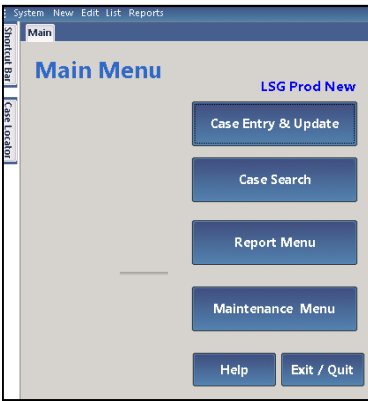 System New Edit List Reports
Shortcut Bar
Case Locator
Main
Main Menu
LSG Prod New
Case Entry & Update
Case Search
Report Menu
Maintenance Menu
Help
Exit / Quit